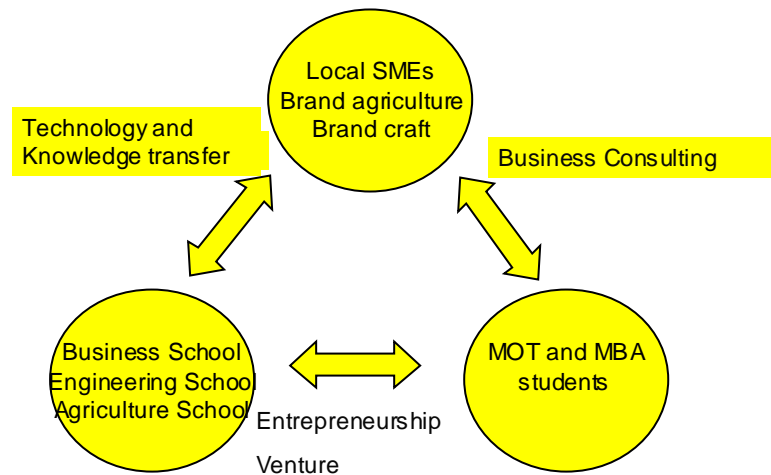 Local SMEs
Brand agriculture
Brand craft
Technology and
Knowledge transfer
Business Consulting
Business School
Engineering School
Agriculture School
MOT and MBA
students
Entrepreneurship
Venture